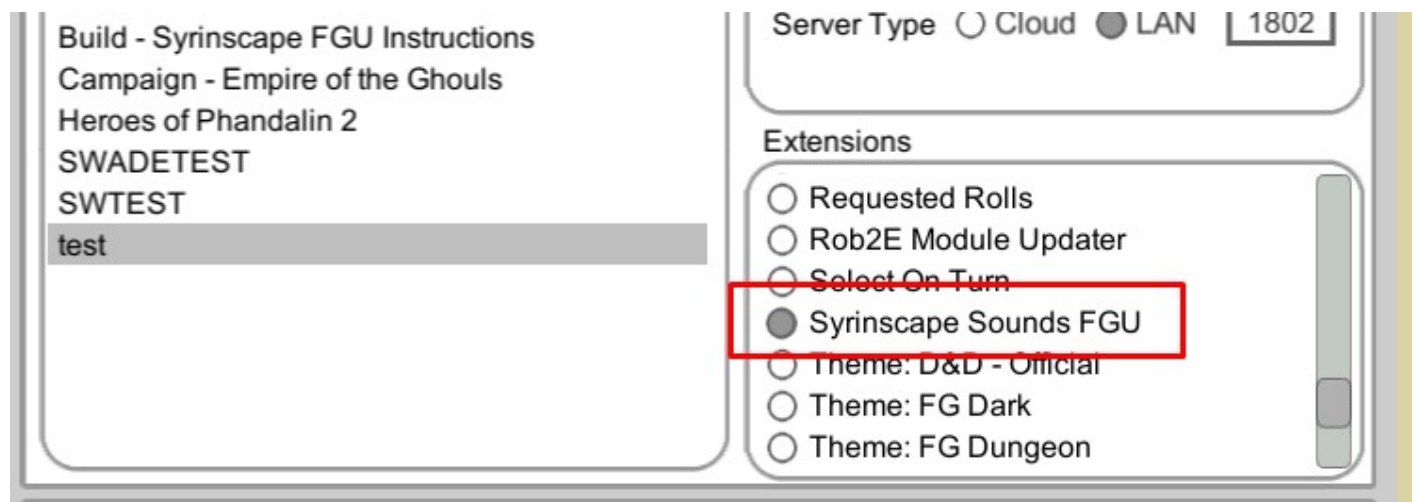 Build - Syrinscape FGU Instructions
Campaign - Empire of the Ghouls
Heroes of Phandalin 2
SWADETEST
SWTEST
test
Server Type Cloud LAN 1802
Extensions
Requested Rolls
Rob2E Module Updater
Select On Turn
Syrinscape Sounds FGU
Theme: D&D - Official
Theme: FG Dark
Theme: FG Dungeon